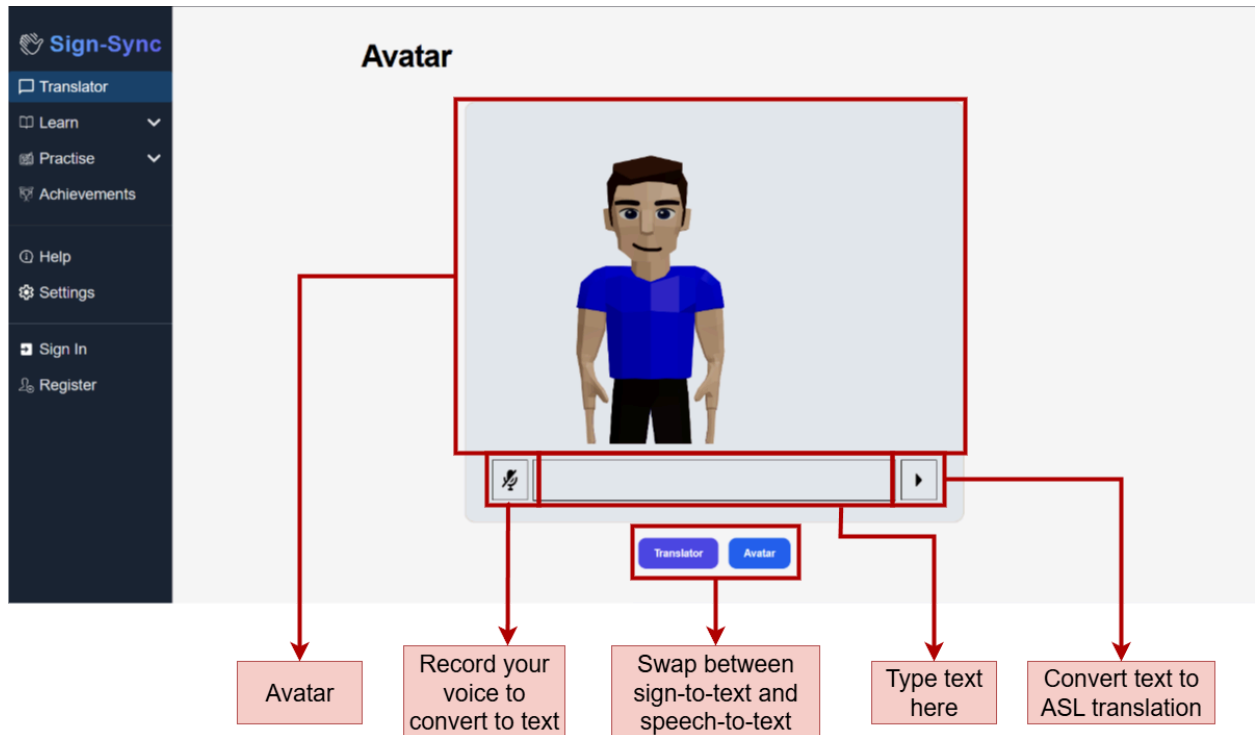 Sign-Sync
Translator
Learn
Practise
Achievements
Help
Settings
Sign In
Register
Avatar
Translator
Avatar
Avatar
Record your
voice to
convert to text
Swap between
sign-to-text and
speech-to-text
Type text
here
Convert text to
ASL translation